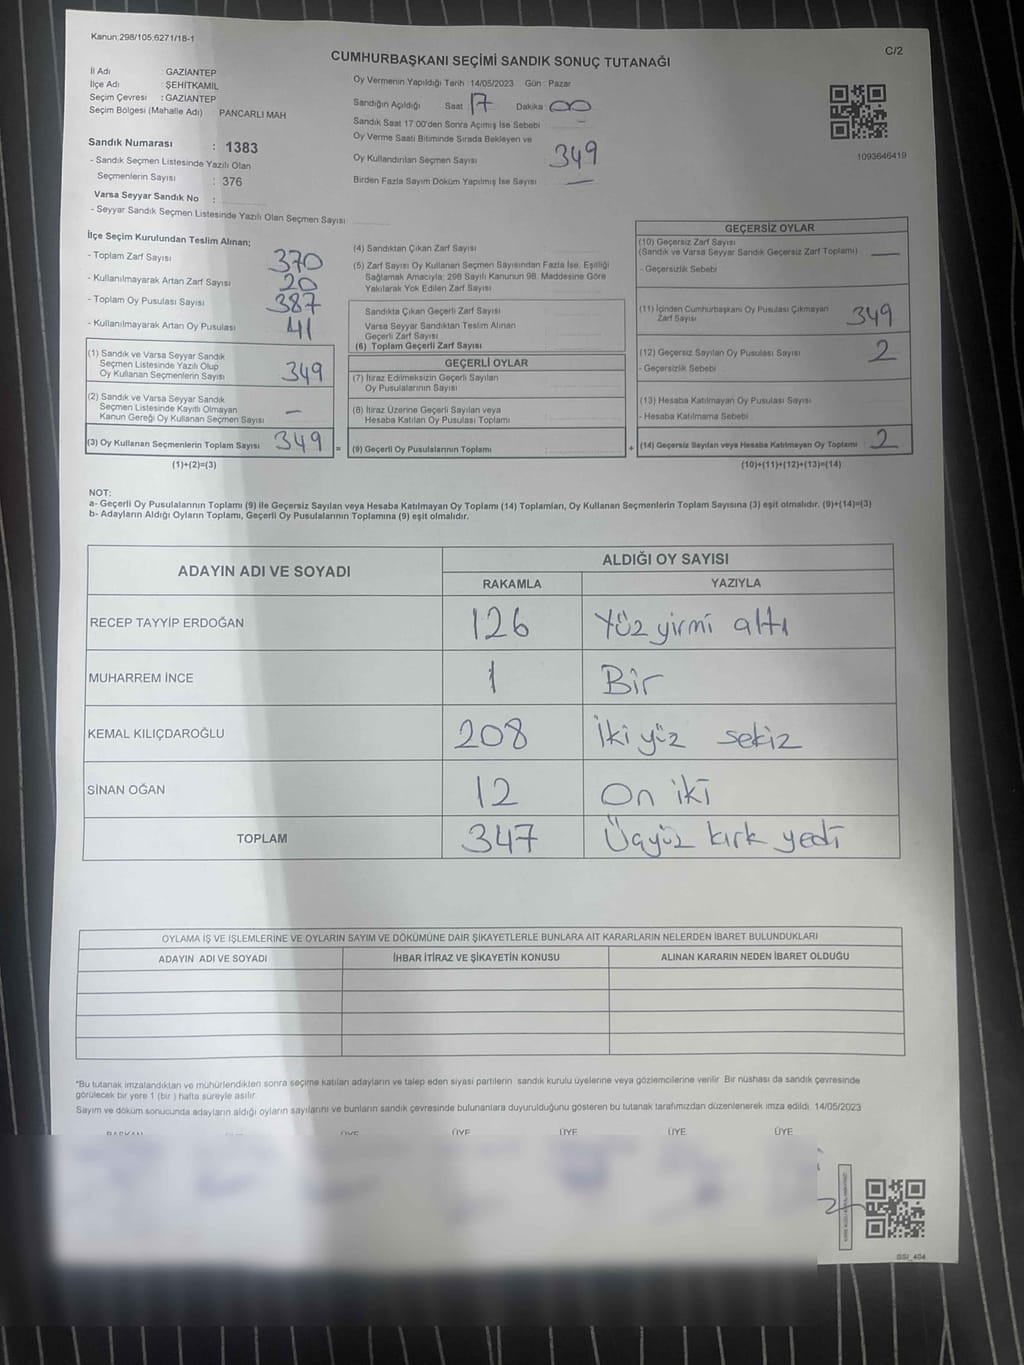 Kanun;298/105,6271/18-1
C/2
CUMHURBAŞKANI SEÇİMİ SANDIK SONUÇ TUTANAĞI
İl Adı : GAZİANTEP
İlçe Adı : ŞEHİTKAMİL
Seçim Çevresi : GAZİANTEP
Seçim Bölgesi (Mahalle Adı) PANCARLI MAH
Sandık Numarası : 1383
- Sandık Seçmen Listesinde Yazılı Olan
Seçmenlerin Sayısı : 376
Varsa Seyyar Sandık No :
- Seyyar Sandık Seçmen Listesinde Yazılı Olan Seçmen Sayısı
Oy Vermenin Yapıldığı Tarih :14/05/2023 Gün : Pazar
Sandığın Açıldığı Saat 17 Dakika 00
Sandık Saat 17:00'den Sonra Açımış İse Sebebi
Oy Verme Saati Bitiminde Sırada Bekleyen ve
Oy Kullandırılan Seçmen Sayısı 349
Birden Fazla Sayım Döküm Yapılmış İse Sayısı —
1093646419
İlçe Seçim Kurulundan Teslim Alınan;
- Toplam Zarf Sayısı 370
- Kullanılmayarak Artan Zarf Sayısı 20
- Toplam Oy Pusulası Sayısı 387
- Kullanılmayarak Artan Oy Pusulası 41
(1) Sandık ve Varsa Seyyar Sandık
Seçmen Listesinde Yazılı Olup
Oy Kullanan Seçmenlerin Sayısı 349
(2) Sandık ve Varsa Seyyar Sandık
Seçmen Listesinde Kayıtlı Olmayan
Kanun Gereği Oy Kullanan Seçmen Sayısı —
(3) Oy Kullanan Seçmenlerin Toplam Sayısı 349 =
(1)+(2)=(3)
(4) Sandıktan Çıkan Zarf Sayısı
(5) Zarf Sayısı Oy Kullanan Seçmen Sayısından Fazla İse, Eşitliği
Sağlamak Amacıyla; 298 Sayılı Kanunun 98. Maddesine Göre
Yakılarak Yok Edilen Zarf Sayısı
Sandıkta Çıkan Geçerli Zarf Sayısı
Varsa Seyyar Sandıktan Teslim Alınan
Geçerli Zarf Sayısı
(6) Toplam Geçerli Zarf Sayısı
GEÇERLİ OYLAR
(7) İtiraz Edilmeksizin Geçerli Sayılan
Oy Pusulalarının Sayısı
(8) İtiraz Üzerine Geçerli Sayılan veya
Hesaba Katılan Oy Pusulası Toplamı
(9) Geçerli Oy Pusulalarının Toplamı +
GEÇERSİZ OYLAR
(10) Geçersiz Zarf Sayısı
(Sandık ve Varsa Seyyar Sandık Geçersiz Zarf Toplamı) —
- Geçersizlik Sebebi
(11) İçinden Cumhurbaşkanı Oy Pusulası Çıkmayan
Zarf Sayısı 349
(12) Geçersiz Sayılan Oy Pusulası Sayısı 2
- Geçersizlik Sebebi
(13) Hesaba Katılmayan Oy Pusulası Sayısı
- Hesaba Katılmama Sebebi
(14) Geçersiz Sayılan veya Hesaba Katılmayan Oy Toplamı 2
(10)+(11)+(12)+(13)=(14)
NOT:
a- Geçerli Oy Pusulalarının Toplamı (9) ile Geçersiz Sayılan veya Hesaba Katılmayan Oy Toplamı (14) Toplamları, Oy Kullanan Seçmenlerin Toplam Sayısına (3) eşit olmalıdır. (9)+(14)=(3)
b- Adayların Aldığı Oyların Toplamı, Geçerli Oy Pusulalarının Toplamına (9) eşit olmalıdır.
ADAYIN ADI VE SOYADI ALDIĞI OY SAYISI
RAKAMLA YAZIYLA
RECEP TAYYİP ERDOĞAN 126 Yüz yirmi altı
MUHARREM İNCE 1 Bir
KEMAL KILIÇDAROĞLU 208 İki yüz sekiz
SİNAN OĞAN 12 On iki
TOPLAM 347 Üçyüz kırk yedi
OYLAMA İŞ VE İŞLEMLERİNE VE OYLARIN SAYIM VE DÖKÜMÜNE DAİR ŞİKAYETLERLE BUNLARA AİT KARARLARIN NELERDEN İBARET BULUNDUKLARI
ADAYIN ADI VE SOYADI İHBAR İTİRAZ VE ŞİKAYETİN KONUSU ALINAN KARARIN NEDEN İBARET OLDUĞU
*Bu tutanak imzalandıktan ve mühürlendikten sonra seçime katılan adayların ve talep eden siyasi partilerin sandık kurulu üyelerine veya gözlemcilerine verilir. Bir nüshası da sandık çevresinde
görülecek bir yere 1 (bir ) hafta süreyle asılır.
Sayım ve döküm sonucunda adayların aldığı oyların sayılarını ve bunların sandık çevresinde bulunanlara duyurulduğunu gösteren bu tutanak tarafımızdan düzenlenerek imza edildi. 14/05/2023
BAŞKAN ÜYE ÜYE ÜYE ÜYE ÜYE